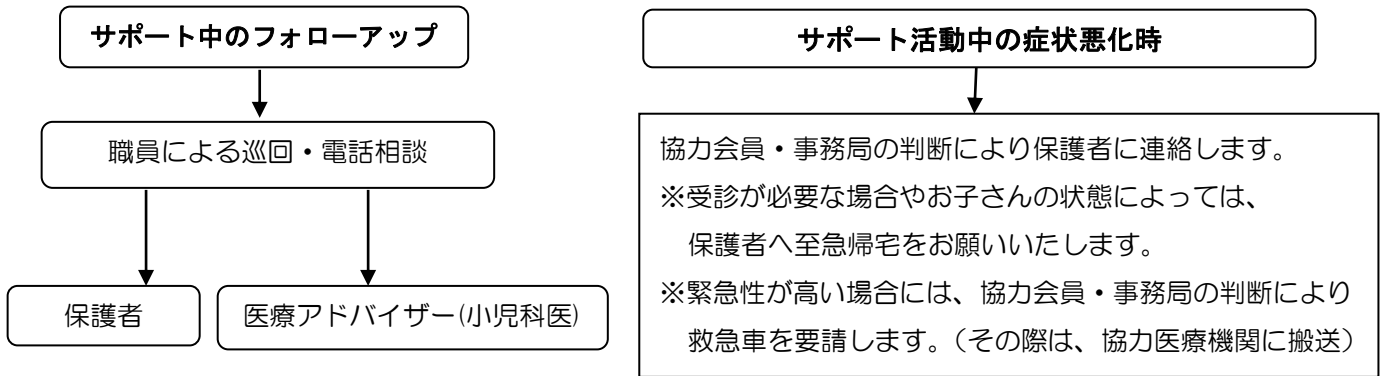 サポート中のフォローアップ
職員による巡回・電話相談
保護者
医療アドバイザー(小児科医)
サポート活動中の症状悪化時
協力会員・事務局の判断により保護者に連絡します。
※受診が必要な場合やお子さんの状態によっては、
保護者へ至急帰宅をお願いいたします。
※緊急性が高い場合には、協力会員・事務局の判断により
救急車を要請します。（その際は、協力医療機関に搬送）